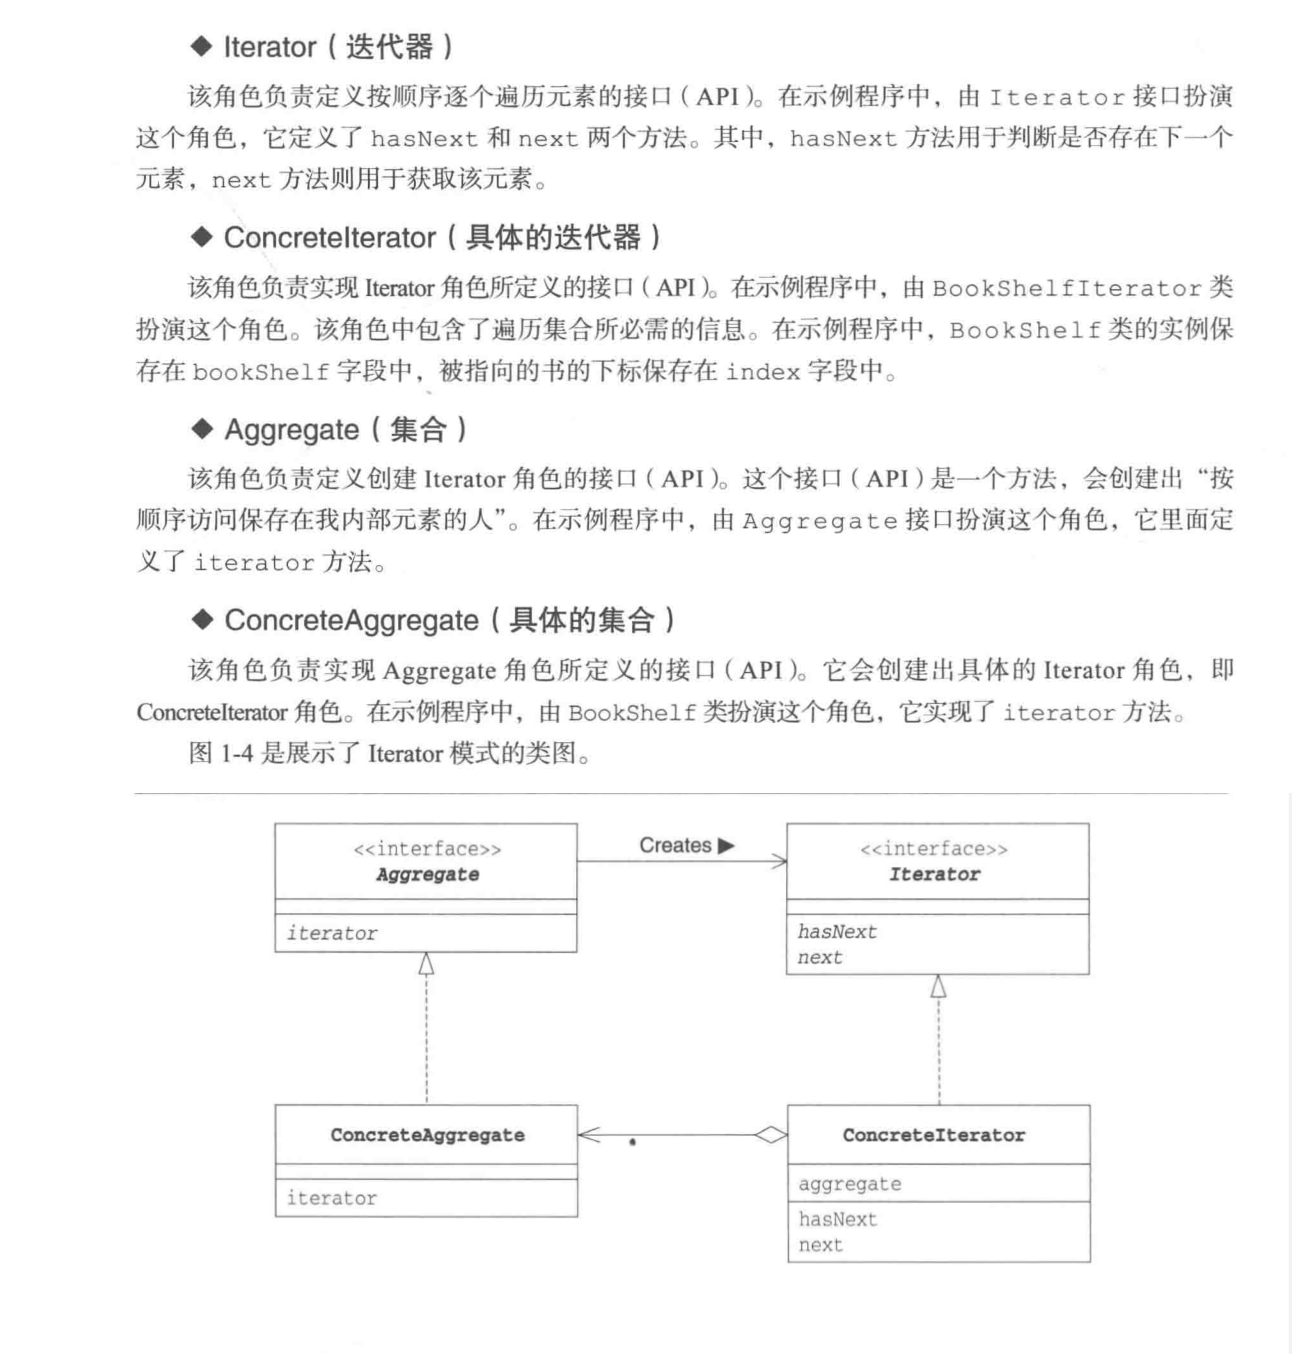 ◆ Iterator（迭代器）
该角色负责定义按顺序逐个遍历元素的接口（API）。在示例程序中，由 Iterator 接口扮演
这个角色，它定义了 hasNext 和 next 两个方法。其中，hasNext 方法用于判断是否存在下一个
元素，next 方法则用于获取该元素。
◆ ConcreteIterator（具体的迭代器）
该角色负责实现 Iterator 角色所定义的接口（API）。在示例程序中，由 BookShelfIterator 类
扮演这个角色。该角色中包含了遍历集合所必需的信息。在示例程序中，BookShelf 类的实例保
存在 bookShelf 字段中，被指向的书的下标保存在 index 字段中。
◆ Aggregate（集合）
该角色负责定义创建 Iterator 角色的接口（API）。这个接口（API）是一个方法，会创建出“按
顺序访问保存在我内部元素的人”。在示例程序中，由 Aggregate 接口扮演这个角色，它里面定
义了 iterator 方法。
◆ ConcreteAggregate（具体的集合）
该角色负责实现 Aggregate 角色所定义的接口（API）。它会创建出具体的 Iterator 角色，即
ConcreteIterator 角色。在示例程序中，由 BookShelf 类扮演这个角色，它实现了 iterator 方法。
图 1-4 是展示了 Iterator 模式的类图。
<<interface>>
Aggregate
iterator
Creates ▶
<<interface>>
Iterator
hasNext
next
ConcreteAggregate
iterator
ConcreteIterator
aggregate
hasNext
next